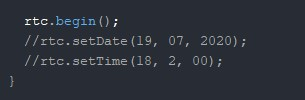 rtc.begin();
//rtc.setDate(19, 07, 2020);
//rtc.setTime(18, 2, 00);
}